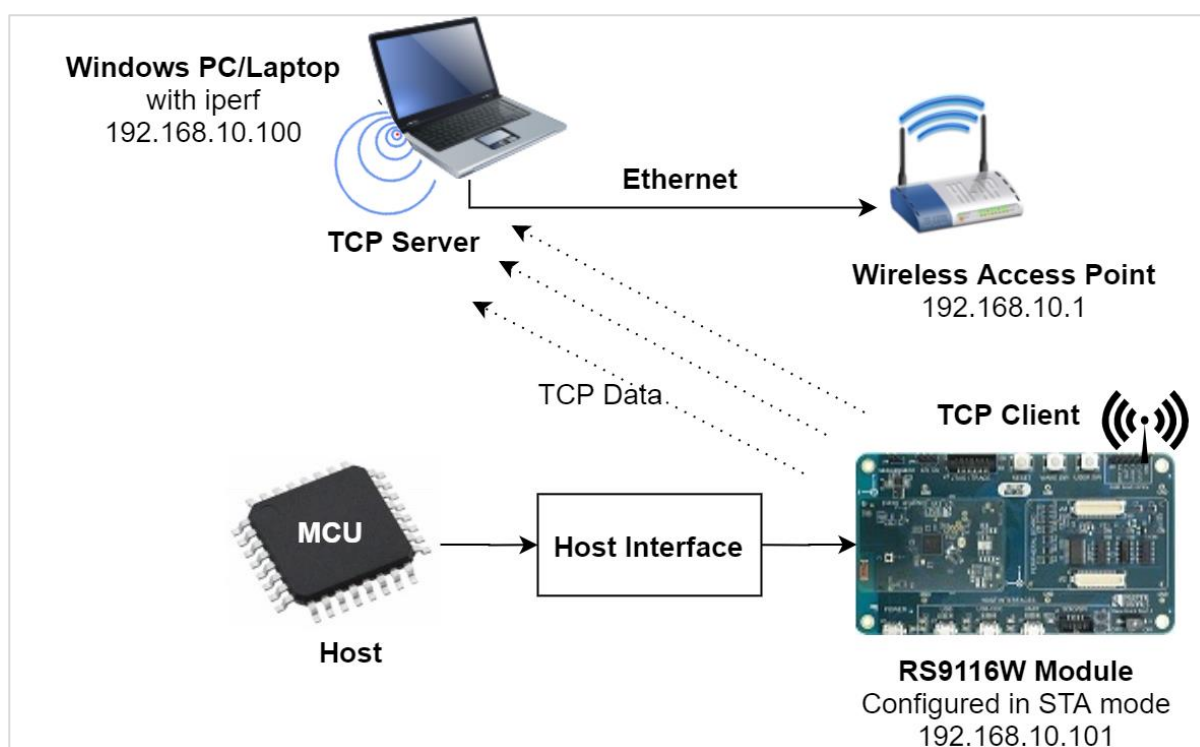 Windows PC/Laptop
with iperf
192.168.10.100
Ethernet
TCP Server
Wireless Access Point
192.168.10.1
TCP Data
TCP Client
MCU
Host Interface
Host
RS9116W Module
Configured in STA mode
192.168.10.101